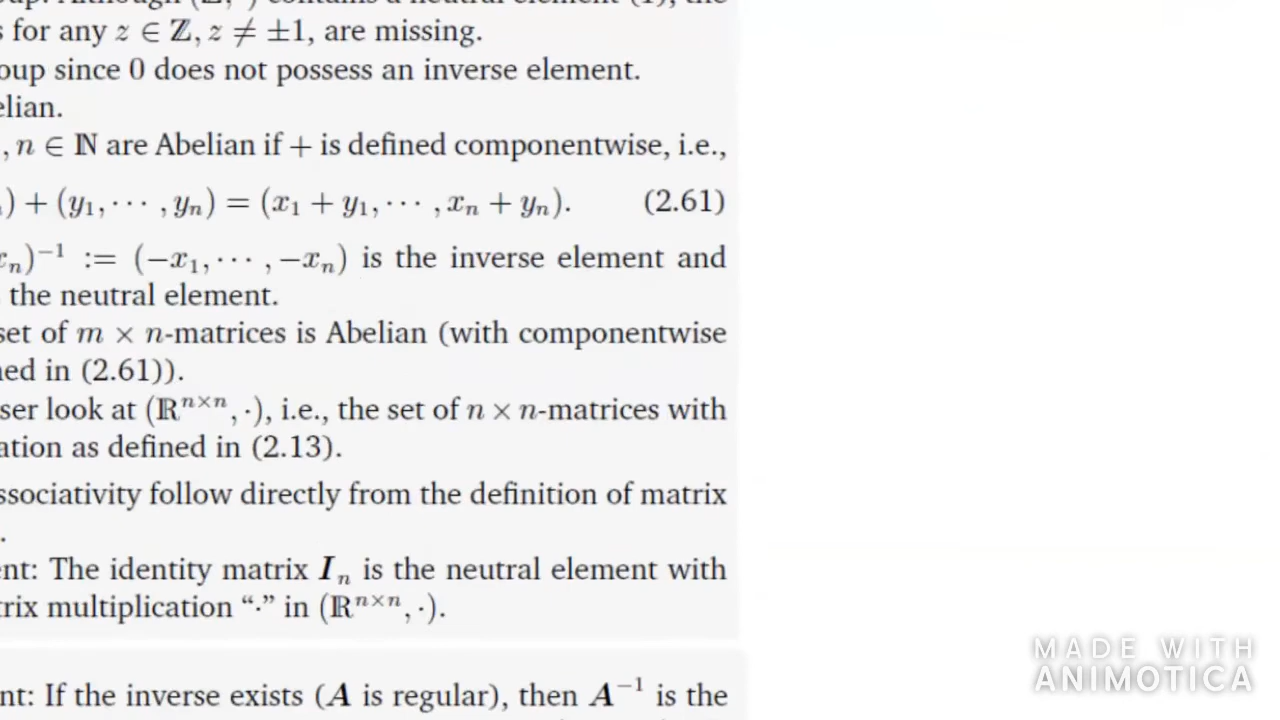 s for any z ∈ ℤ, z ≠ ±1, are missing.
oup since 0 does not possess an inverse element.
elian.
, n ∈ ℕ are Abelian if + is defined componentwise, i.e.,
) + (y₁, ⋯ , yₙ) = (x₁ + y₁, ⋯ , xₙ + yₙ). (2.61)
xₙ)⁻¹ := (−x₁, ⋯ , −xₙ) is the inverse element and
the neutral element.
set of m × n-matrices is Abelian (with componentwise
ned in (2.61)).
ser look at (ℝⁿˣⁿ, ·), i.e., the set of n × n-matrices with
ation as defined in (2.13).
ssociativity follow directly from the definition of matrix
.
ent: The identity matrix Iₙ is the neutral element with
trix multiplication “·” in (ℝⁿˣⁿ, ·).
nt: If the inverse exists (A is regular), then A⁻¹ is the
MADE WITH
ANIMOTICA